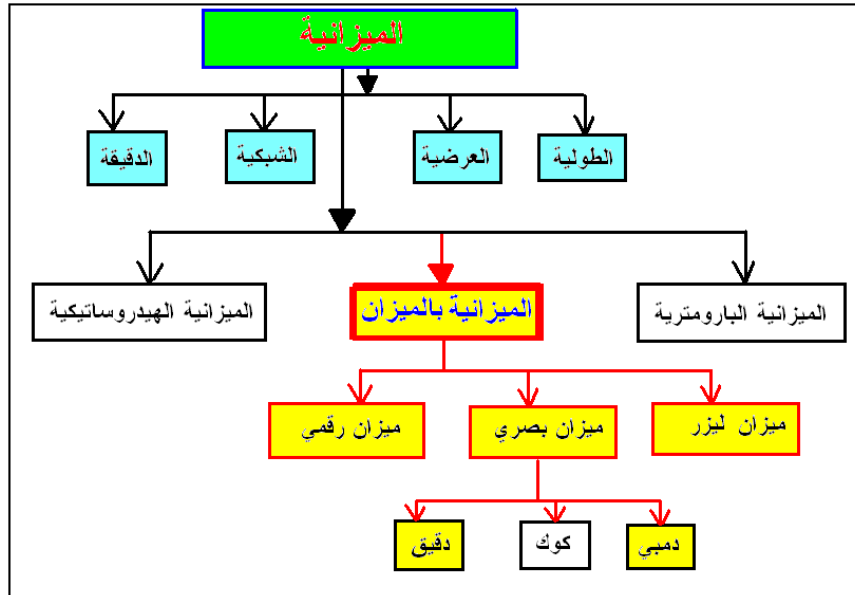 الميزانية
الطولية
العرضية
الشبكية
الدقيقة
الميزانية البارومترية
الميزانية بالميزان
الميزانية الهيدروساتيكية
ميزان ليزر
ميزان بصري
ميزان رقمي
دمبي
كوك
دقيق